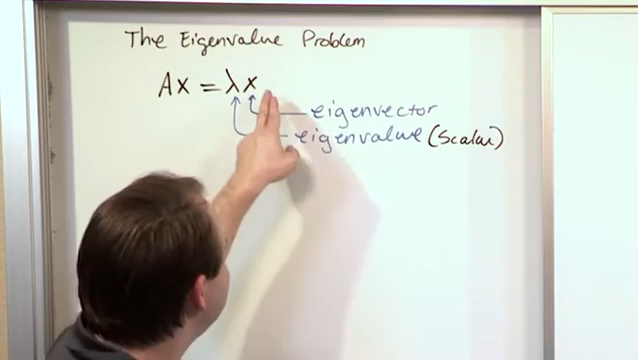 The Eigenvalue Problem
Ax = λx
eigenvector
eigenvalue (scalar)